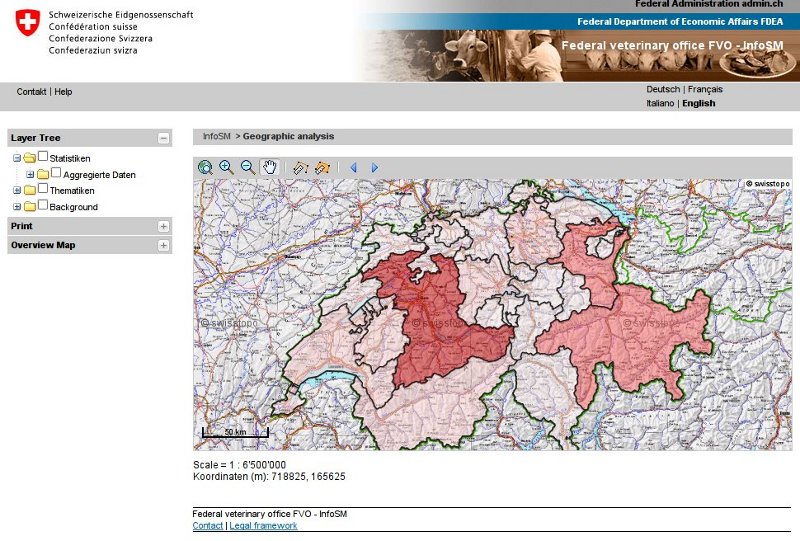 Federal Administration admin.ch
Schweizerische Eidgenossenschaft
Confédération suisse
Confederazione Svizzera
Confederaziun svizra
Federal Department of Economic Affairs FDEA
Federal veterinary office FVO - InfoSM
Contakt | Help
Deutsch | Français
Italiano | English
Layer Tree
Statistiken
Aggregierte Daten
Thematiken
Background
Print
Overview Map
InfoSM > Geographic analysis
© swisstopo
© swisstopo
© swisstopo
© swisstopo
50 km
Scale = 1 : 6'500'000
Koordinaten (m): 718825, 165625
Federal veterinary office FVO - InfoSM
Contact | Legal framework